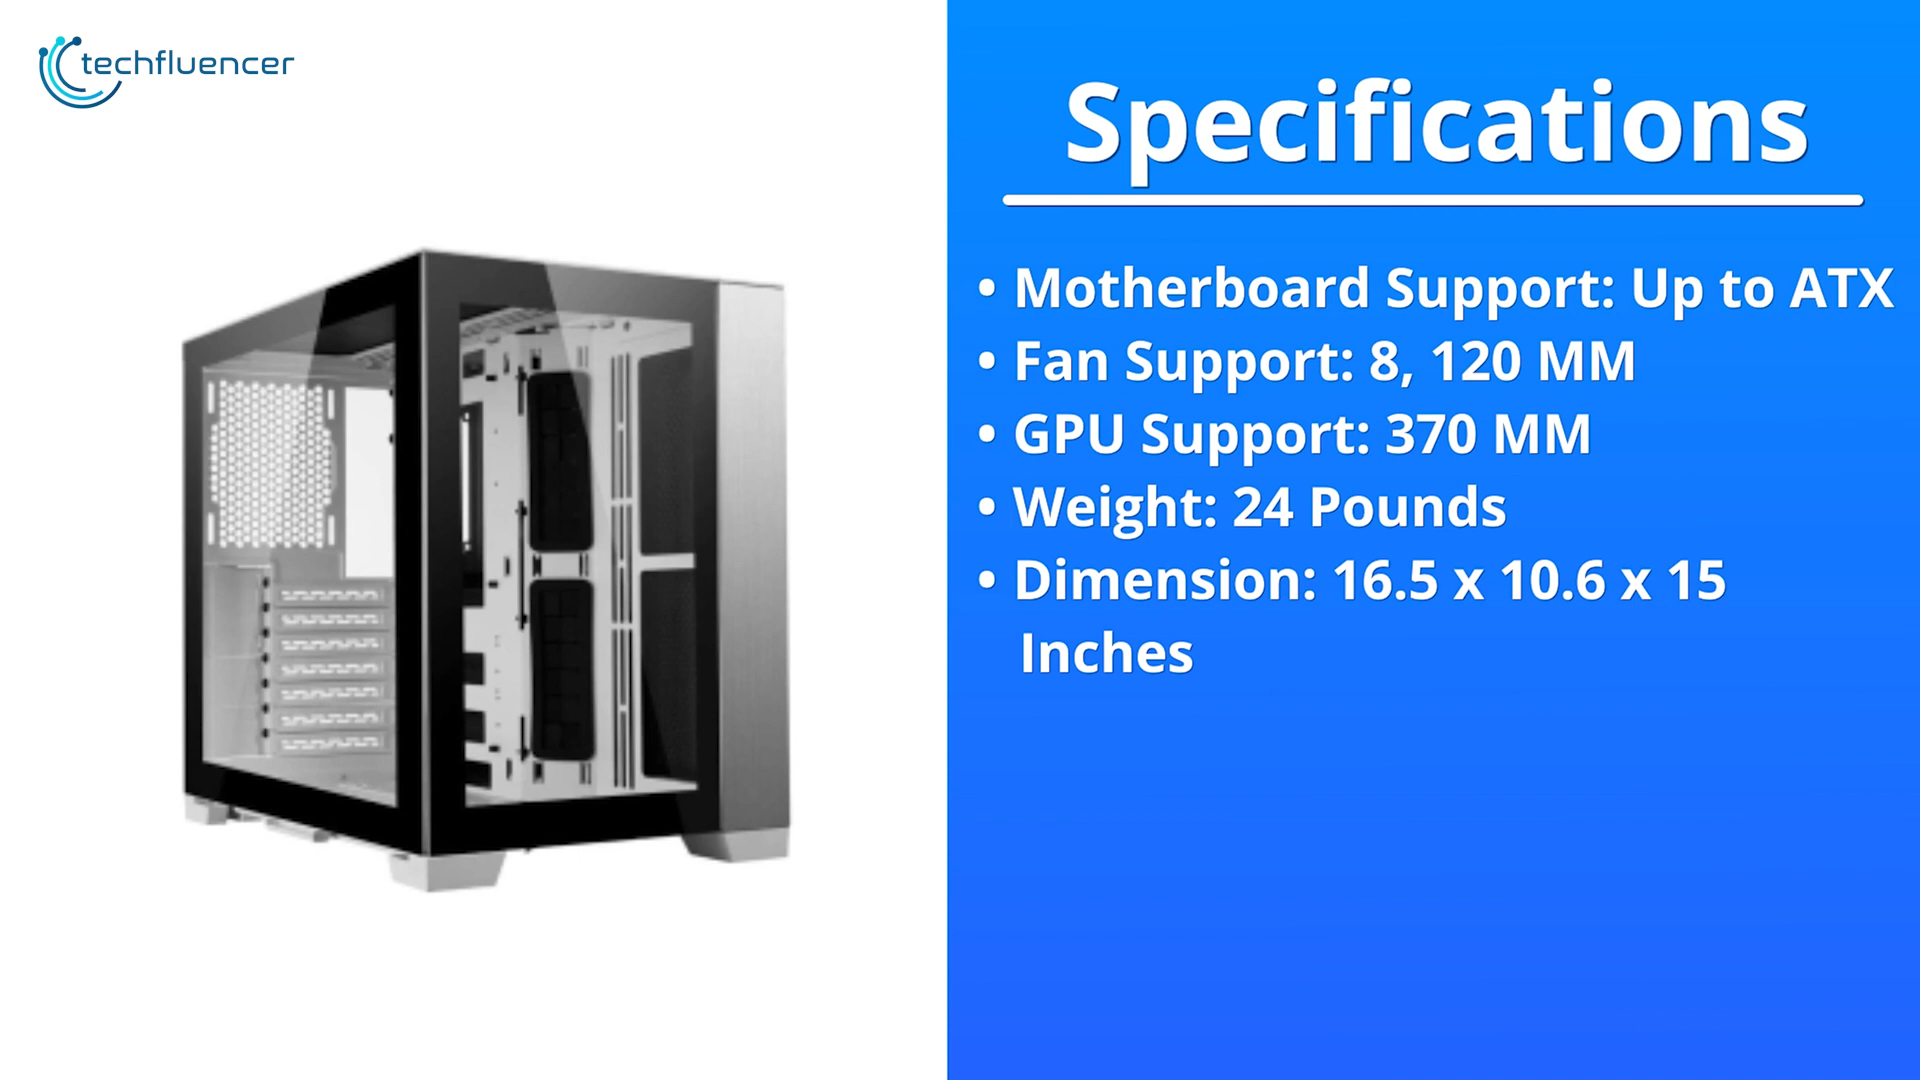 techfluencer
Specifications
• Motherboard Support: Up to ATX
• Fan Support: 8, 120 MM
• GPU Support: 370 MM
• Weight: 24 Pounds
• Dimension: 16.5 x 10.6 x 15
Inches